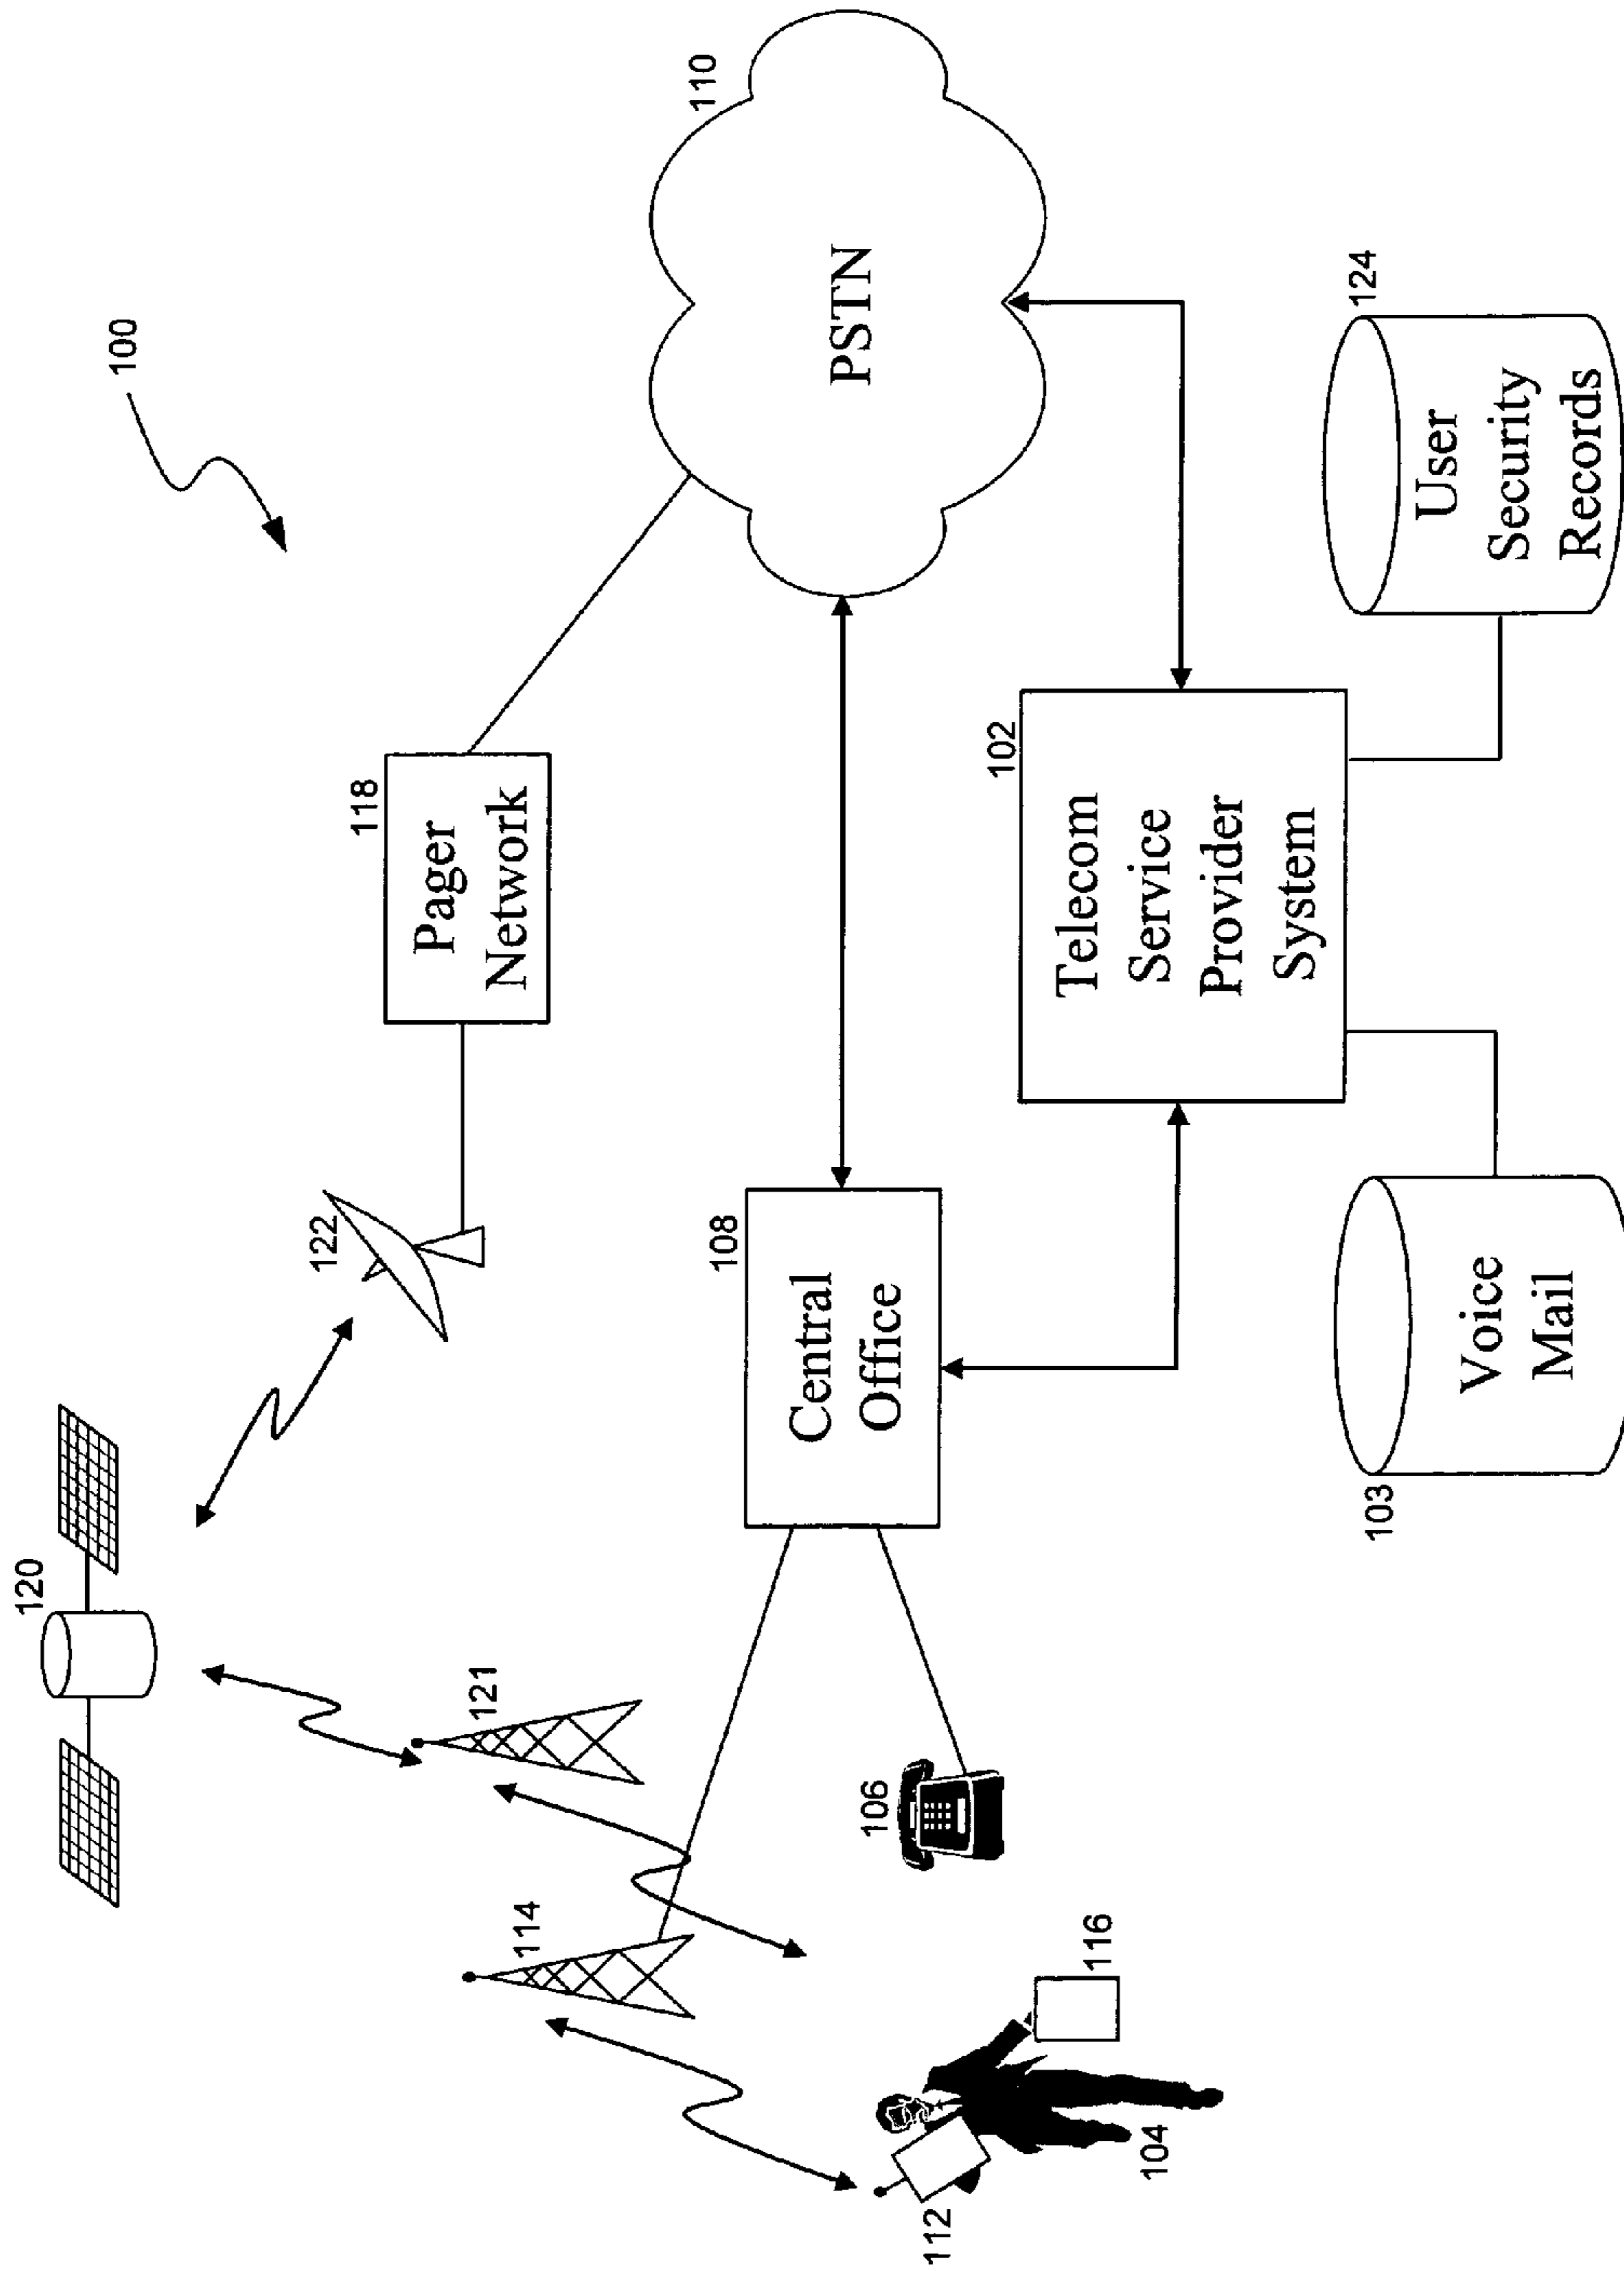 100
120
122
118
Pager
Network
121
114
110
PSTN
108
Central
Office
106
112
104
116
102
Telecom
Service
Provider
System
103
Voice
Mail
124
User
Security
Records